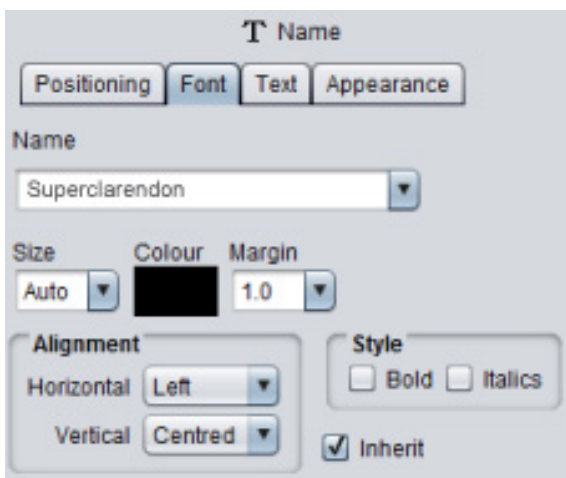 T Name
Positioning Font Text Appearance
Name
Superclarendon
Size Colour Margin
Auto 1.0
Alignment Style
Horizontal Left Bold Italics
Vertical Centred Inherit